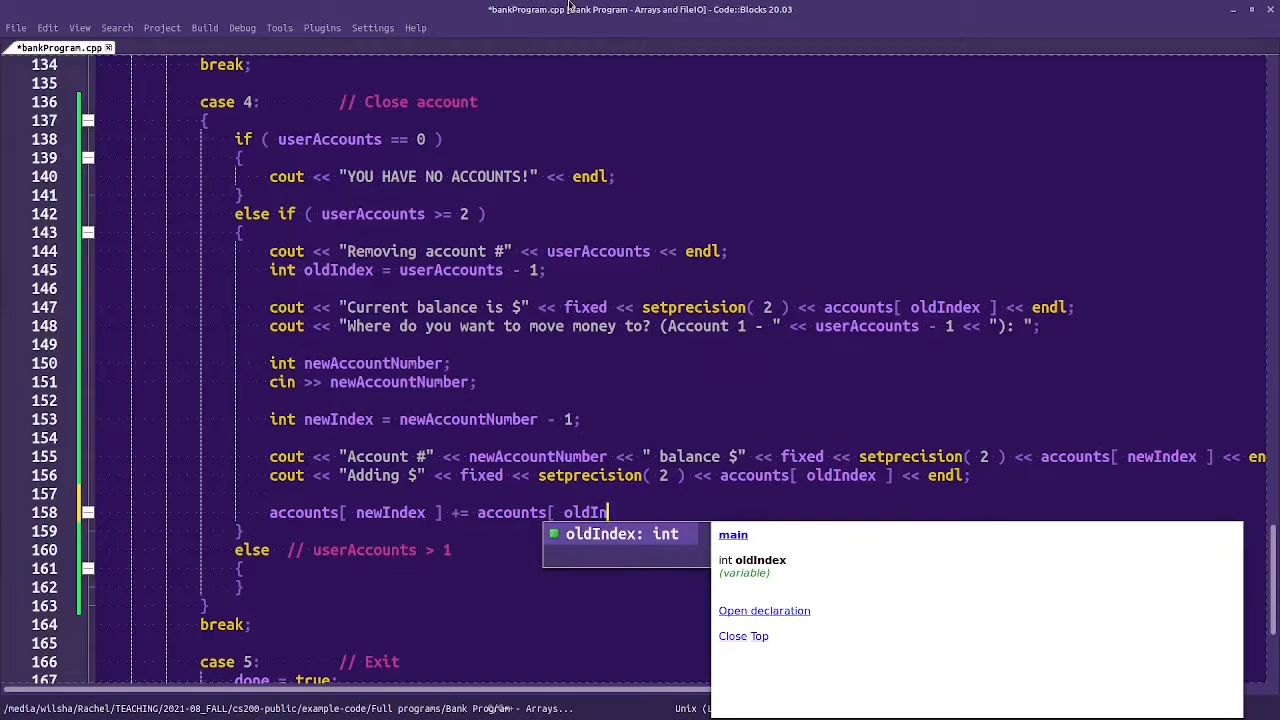 *bankProgram.cpp [Bank Program - Arrays and fileIO] - Code::Blocks 20.03
File Edit View Search Project Build Debug Tools Plugins Settings Help
*bankProgram.cpp
134 break;
135
136 case 4: // Close account
137 {
138 if ( userAccounts == 0 )
139 {
140 cout << "YOU HAVE NO ACCOUNTS!" << endl;
141 }
142 else if ( userAccounts >= 2 )
143 {
144 cout << "Removing account #" << userAccounts << endl;
145 int oldIndex = userAccounts - 1;
146
147 cout << "Current balance is $" << fixed << setprecision( 2 ) << accounts[ oldIndex ] << endl;
148 cout << "Where do you want to move money to? (Account 1 - " << userAccounts - 1 << "): ";
149
150 int newAccountNumber;
151 cin >> newAccountNumber;
152
153 int newIndex = newAccountNumber - 1;
154
155 cout << "Account #" << newAccountNumber << " balance $" << fixed << setprecision( 2 ) << accounts[ newIndex ] << en
156 cout << "Adding $" << fixed << setprecision( 2 ) << accounts[ oldIndex ] << endl;
157
158 accounts[ newIndex ] += accounts[ oldIn
159 }
160 else // userAccounts > 1
161 {
162 }
163 }
164 break;
165
166 case 5: // Exit
167 done = true;
oldIndex: int
main
int oldIndex
(variable)
Open declaration
Close Top
/media/wilsha/Rachel/TEACHING/2021-08_FALL/cs200-public/example-code/Full programs/Bank Program - Arrays... Unix (L